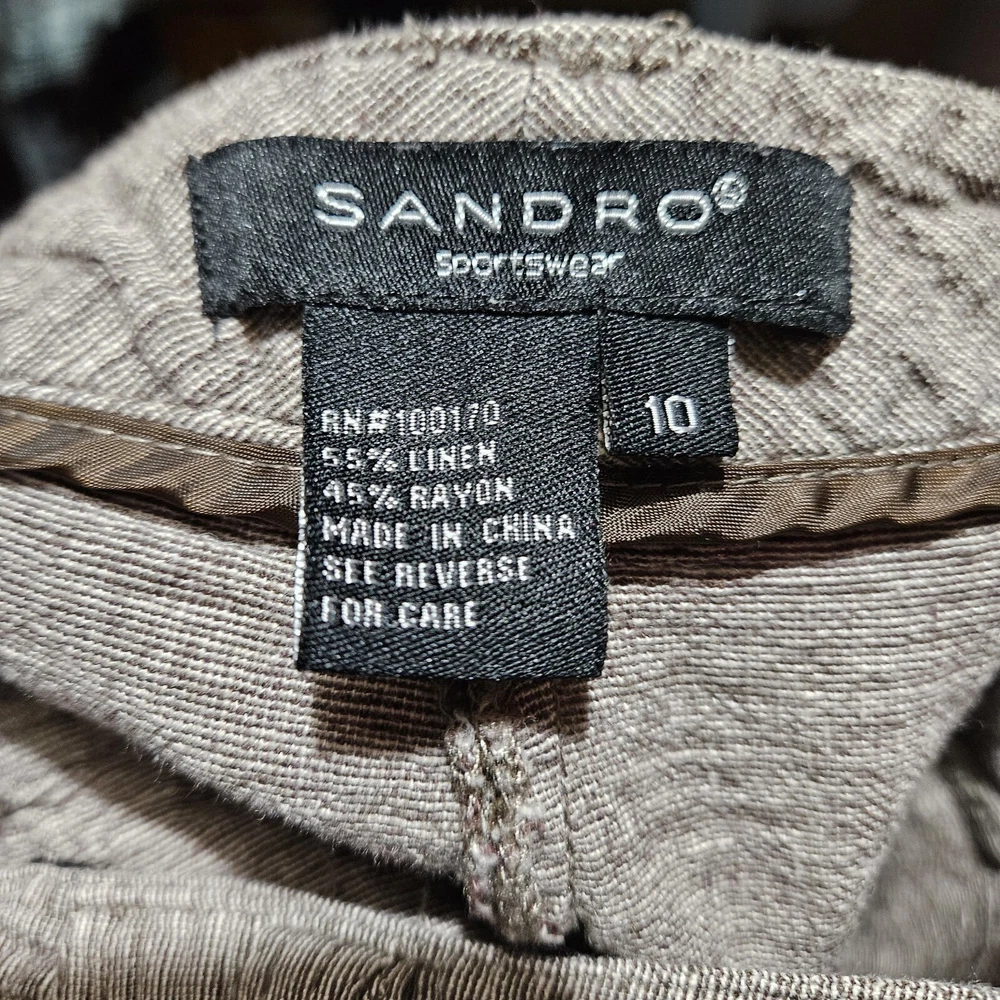 SANDRO®
Sportswear
10
RN#100170
55% LINEN
45% RAYON
MADE IN CHINA
SEE REVERSE
FOR CARE